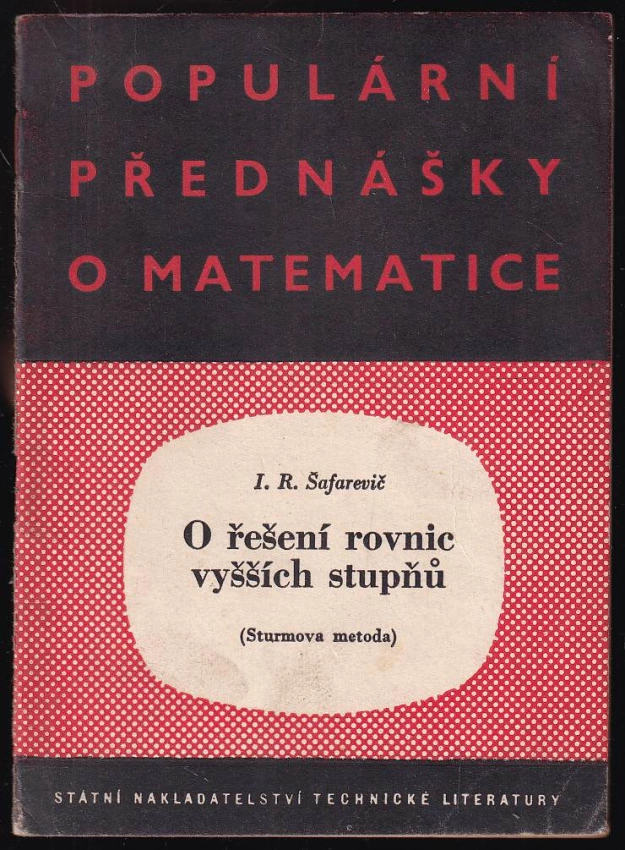 POPULÁRNÍ
PŘEDNÁŠKY
O MATEMATICE
I. R. Šafarevič
O řešení rovnic
vyšších stupňů
(Sturmova metoda)
STÁTNÍ NAKLADATELSTVÍ TECHNICKÉ LITERATURY